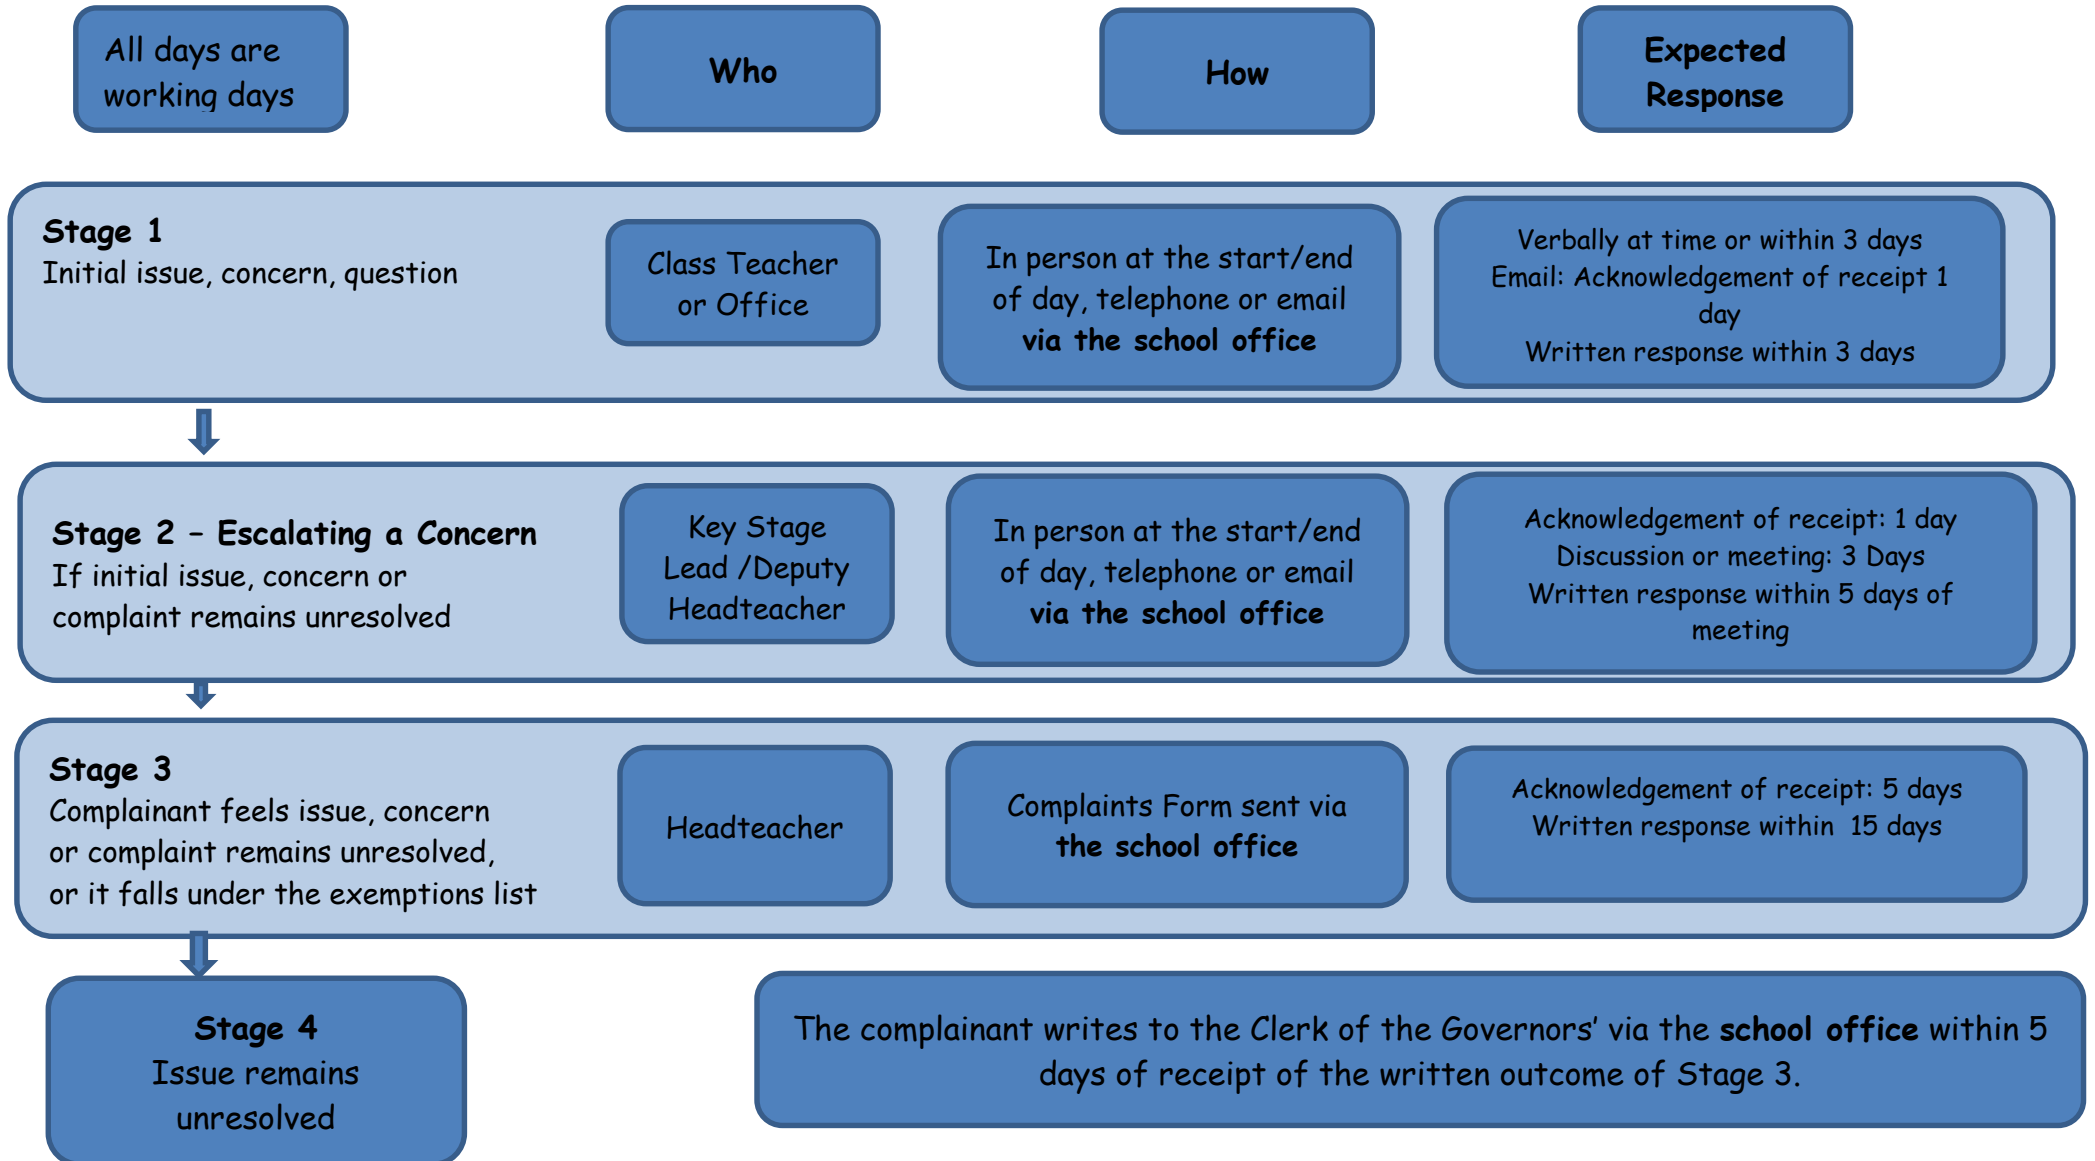 All days are
working days
Who
How
Expected
Response
Stage 1
Initial issue, concern, question
Class Teacher
or Office
In person at the start/end
of day, telephone or email
via the school office
Verbally at time or within 3 days
Email: Acknowledgement of receipt 1
day
Written response within 3 days
Stage 2 – Escalating a Concern
If initial issue, concern or
complaint remains unresolved
Key Stage
Lead /Deputy
Headteacher
In person at the start/end
of day, telephone or email
via the school office
Acknowledgement of receipt: 1 day
Discussion or meeting: 3 Days
Written response within 5 days of
meeting
Stage 3
Complainant feels issue, concern
or complaint remains unresolved,
or it falls under the exemptions list
Headteacher
Complaints Form sent via
the school office
Acknowledgement of receipt: 5 days
Written response within 15 days
Stage 4
Issue remains
unresolved
The complainant writes to the Clerk of the Governors’ via the school office within 5
days of receipt of the written outcome of Stage 3.